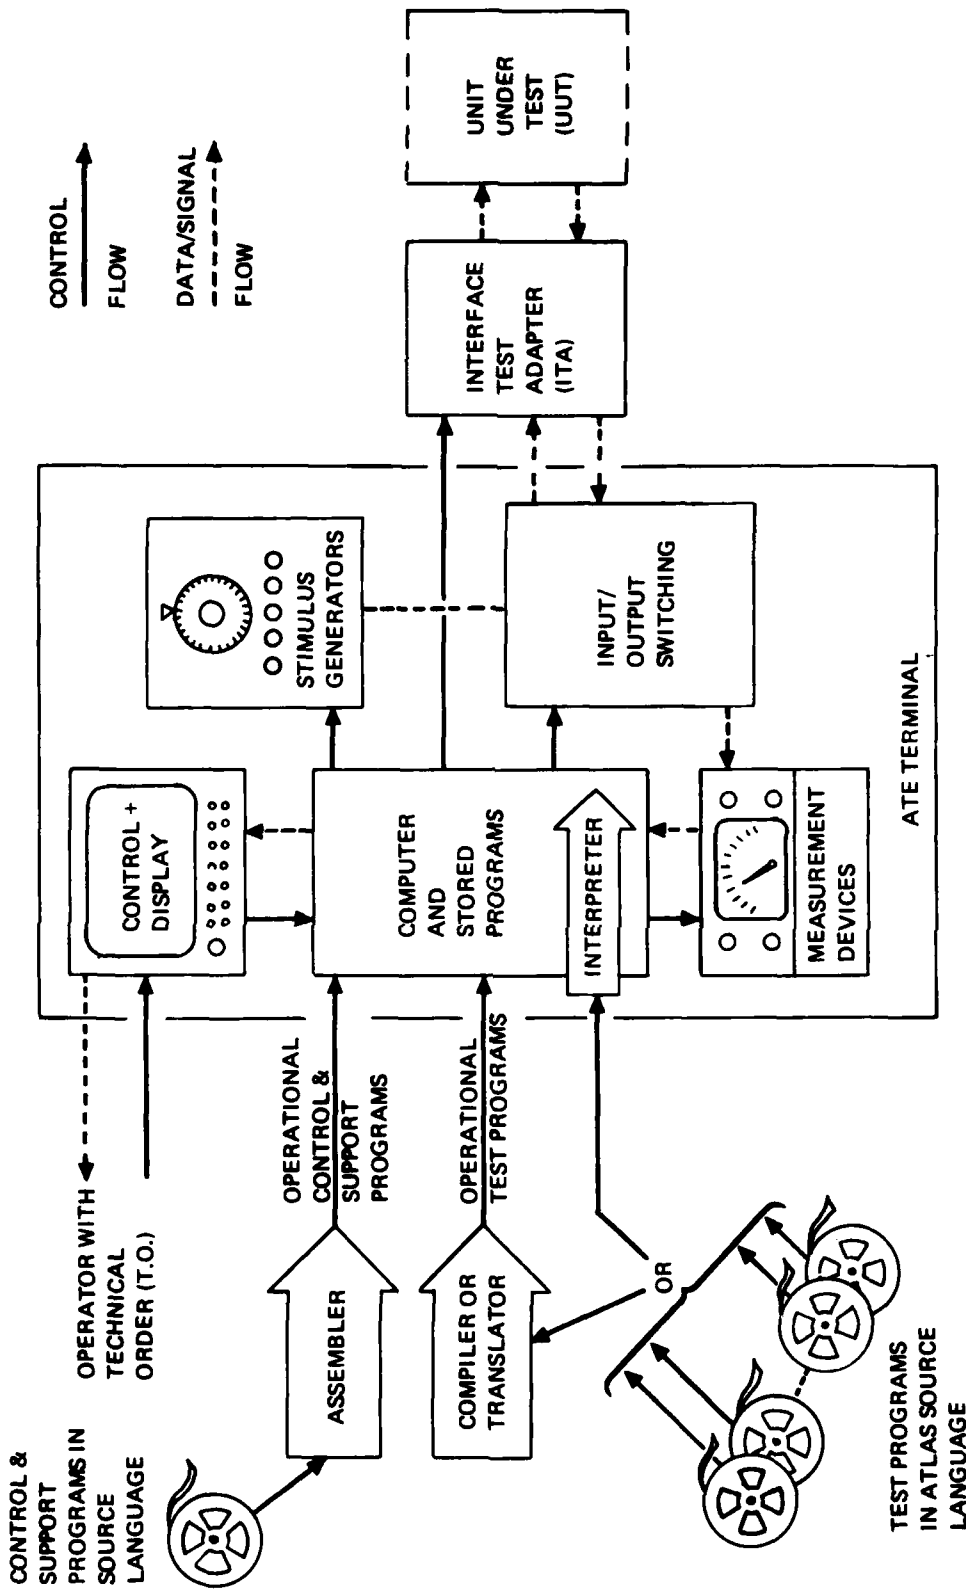 CONTROL &
SUPPORT
PROGRAMS IN
SOURCE
LANGUAGE
OPERATOR WITH
TECHNICAL
ORDER (T.O.)
CONTROL +
DISPLAY
STIMULUS
GENERATORS
CONTROL
FLOW
DATA/SIGNAL
FLOW
ASSEMBLER
OPERATIONAL
CONTROL &
SUPPORT
PROGRAMS
COMPUTER
AND STORED
PROGRAMS
COMPILER OR
TRANSLATOR
OPERATIONAL
TEST PROGRAMS
INTERPRETER
INTERFACE
TEST
ADAPTER
(ITA)
UNIT
UNDER
TEST
(UUT)
INPUT/
OUTPUT
SWITCHING
OR
MEASUREMENT
DEVICES
ATE TERMINAL
TEST PROGRAMS
IN ATLAS SOURCE
LANGUAGE